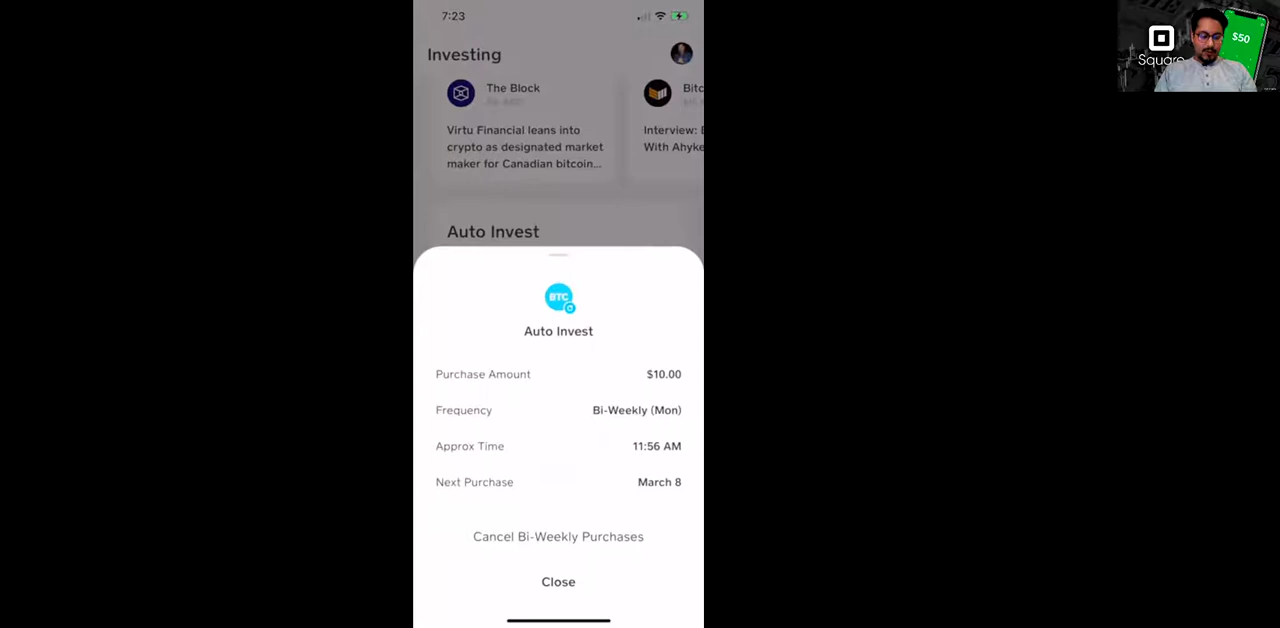 7:23
Investing
The Block
Bitc
Virtu Financial leans into
crypto as designated market
maker for Canadian bitcoin...
Interview: 
With Ahyke
Auto Invest
BTC
Auto Invest
Purchase Amount
$10.00
Frequency
Bi-Weekly (Mon)
Approx Time
11:56 AM
Next Purchase
March 8
Cancel Bi-Weekly Purchases
Close
$50
Square